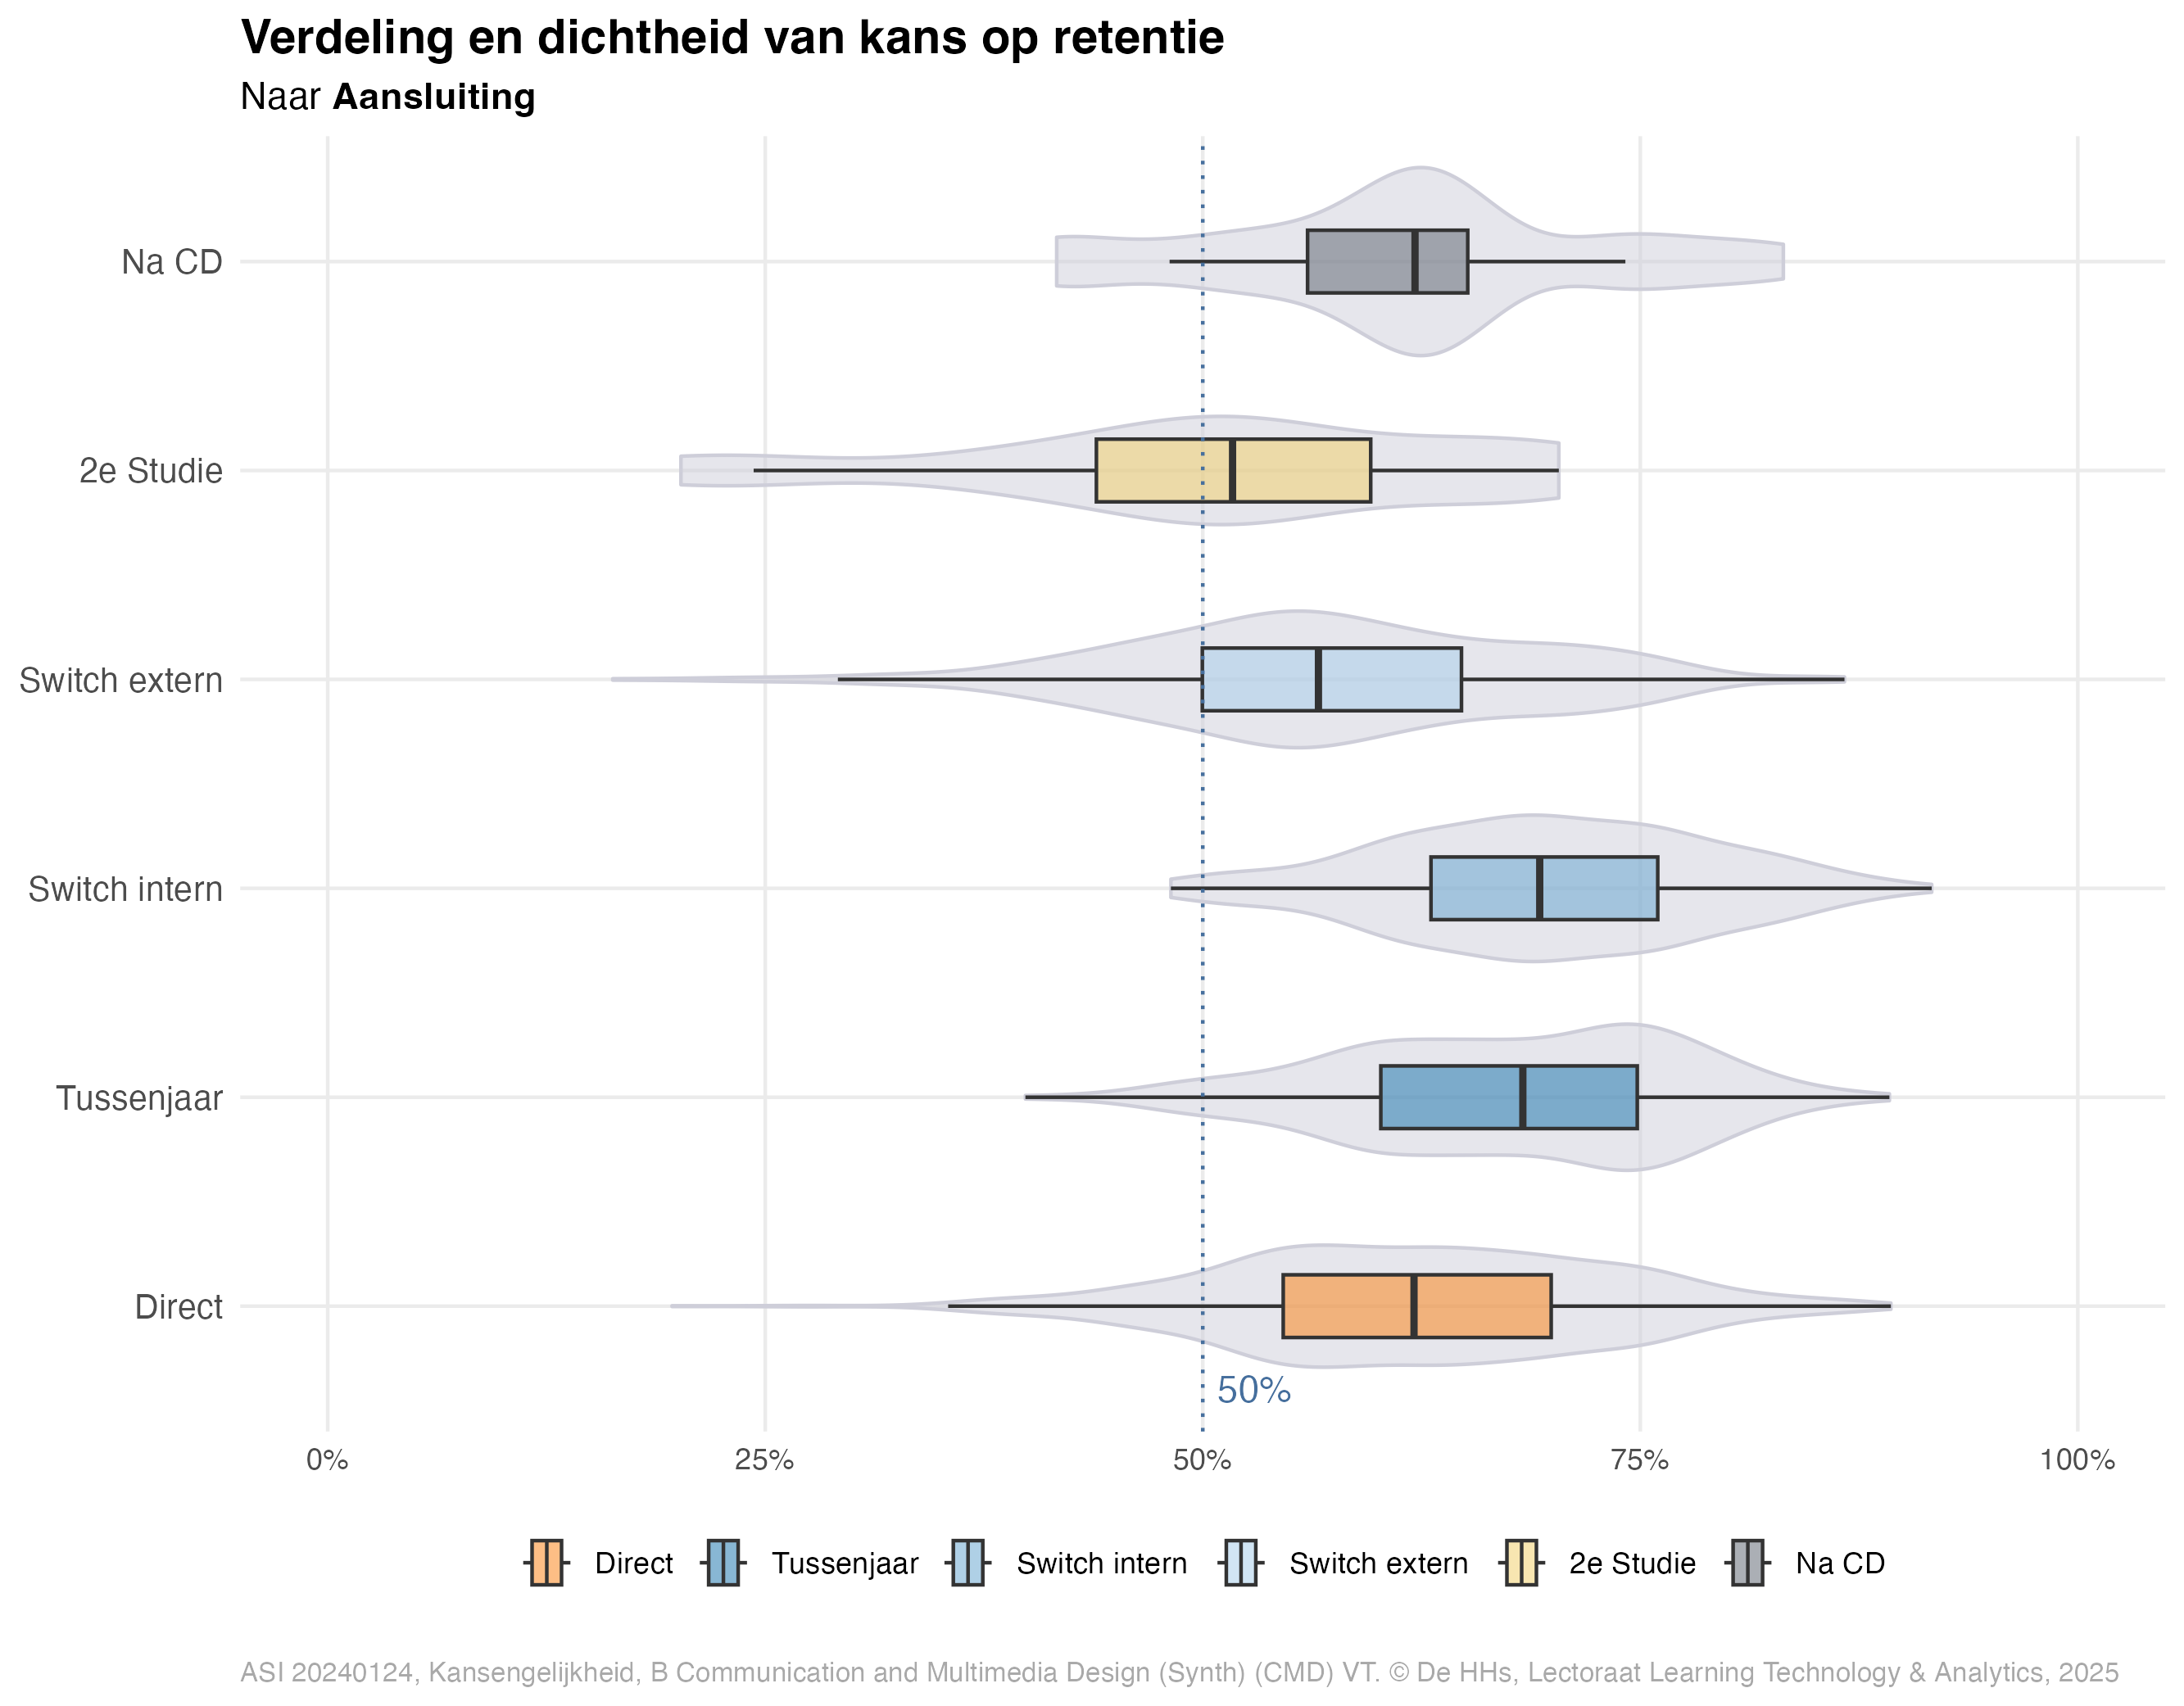 Verdeling en dichtheid van kans op retentie
Naar Aansluiting
Na CD
2e Studie
Switch extern
Switch intern
Tussenjaar
Direct
50%
0% 25% 50% 75% 100%
Direct Tussenjaar Switch intern Switch extern 2e Studie Na CD
ASI 20240124, Kansengelijkheid, B Communication and Multimedia Design (Synth) (CMD) VT. © De HHs, Lectoraat Learning Technology & Analytics, 2025